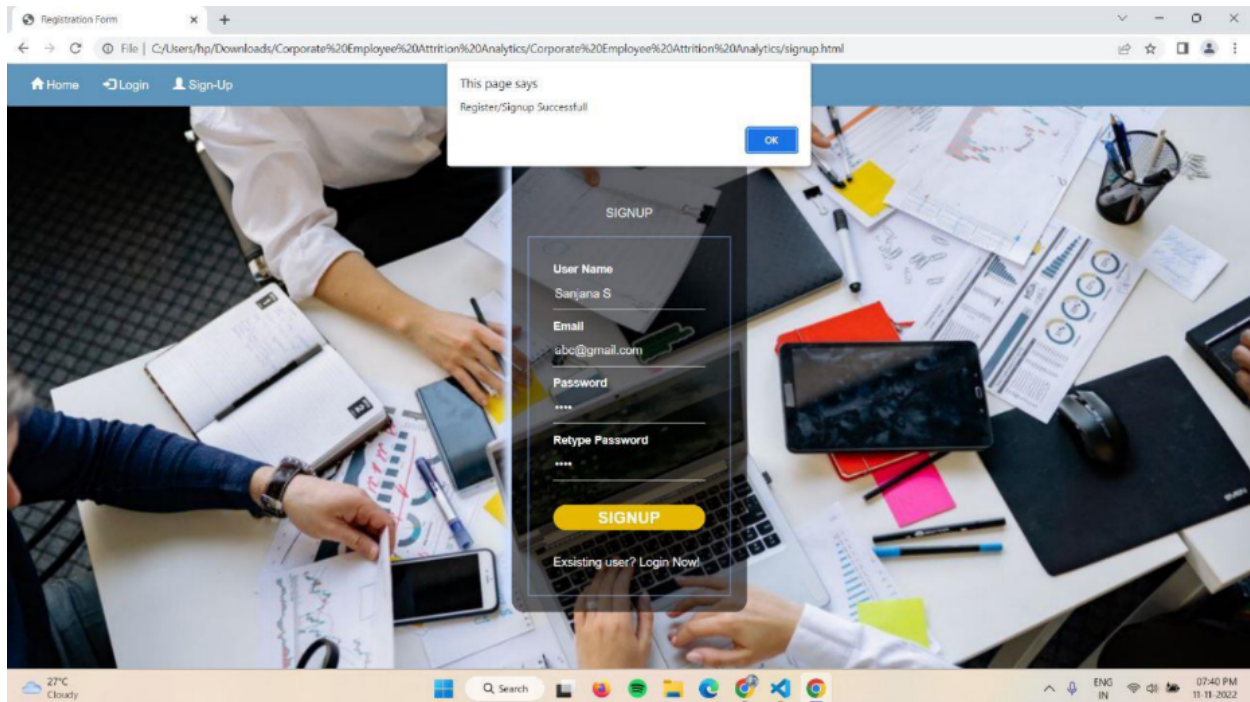 Registration Form
File | C:/Users/hp/Downloads/Corporate%20Employee%20Attrition%20Analytics/Corporate%20Employee%20Attrition%20Analytics/signup.html
Home Login Sign-Up
This page says
Register/Signup Successfull
OK
SIGNUP
User Name
Sanjana S
Email
abc@gmail.com
Password
••••
Retype Password
••••
SIGNUP
Exsisting user? Login Now!
27°C
Cloudy
Search
ENG
IN
07:40 PM
11-11-2022